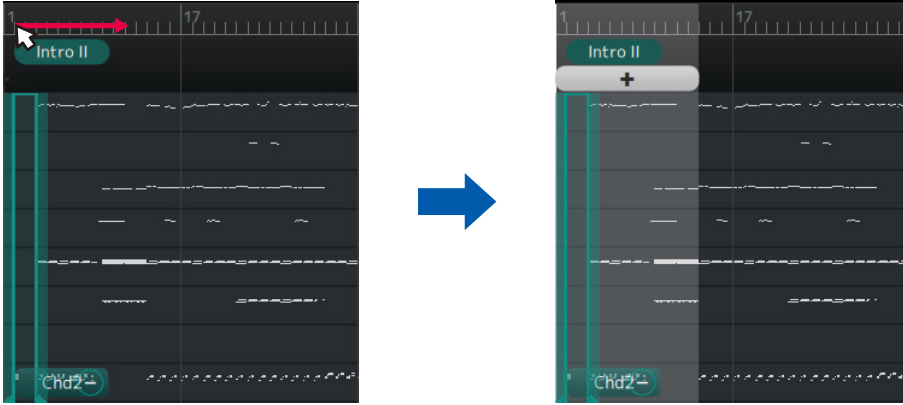 1 17
Intro II
Chd2
1 17
Intro II
+
Chd2